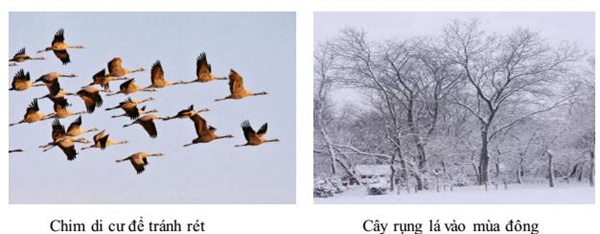 Chim di cư để tránh rét
Cây rụng lá vào mùa đông